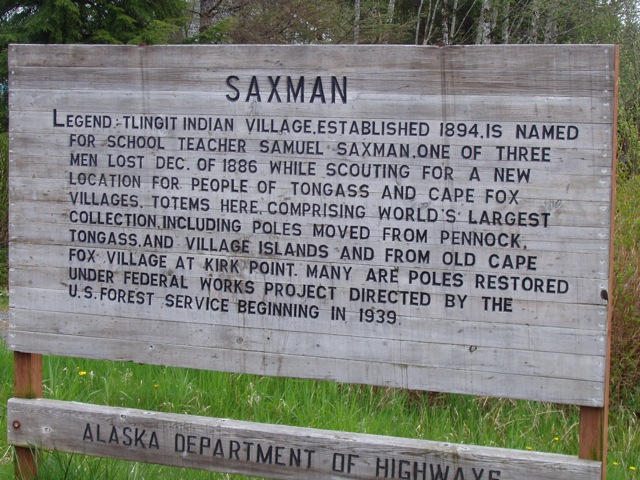 SAXMAN
LEGEND:-TLINGIT INDIAN VILLAGE,ESTABLISHED 1894,IS NAMED
FOR SCHOOL TEACHER SAMUEL SAXMAN.ONE OF THREE
MEN LOST DEC. OF 1886 WHILE SCOUTING FOR A NEW
LOCATION FOR PEOPLE OF TONGASS AND CAPE FOX
VILLAGES. TOTEMS HERE, COMPRISING WORLD'S LARGEST
COLLECTION,INCLUDING POLES MOVED FROM PENNOCK,
TONGASS,AND VILLAGE ISLANDS AND FROM OLD CAPE
FOX VILLAGE AT KIRK POINT. MANY ARE POLES RESTORED
UNDER FEDERAL WORKS PROJECT DIRECTED BY THE
U.S.FOREST SERVICE BEGINNING IN 1939.
ALASKA DEPARTMENT OF HIGHWAYS